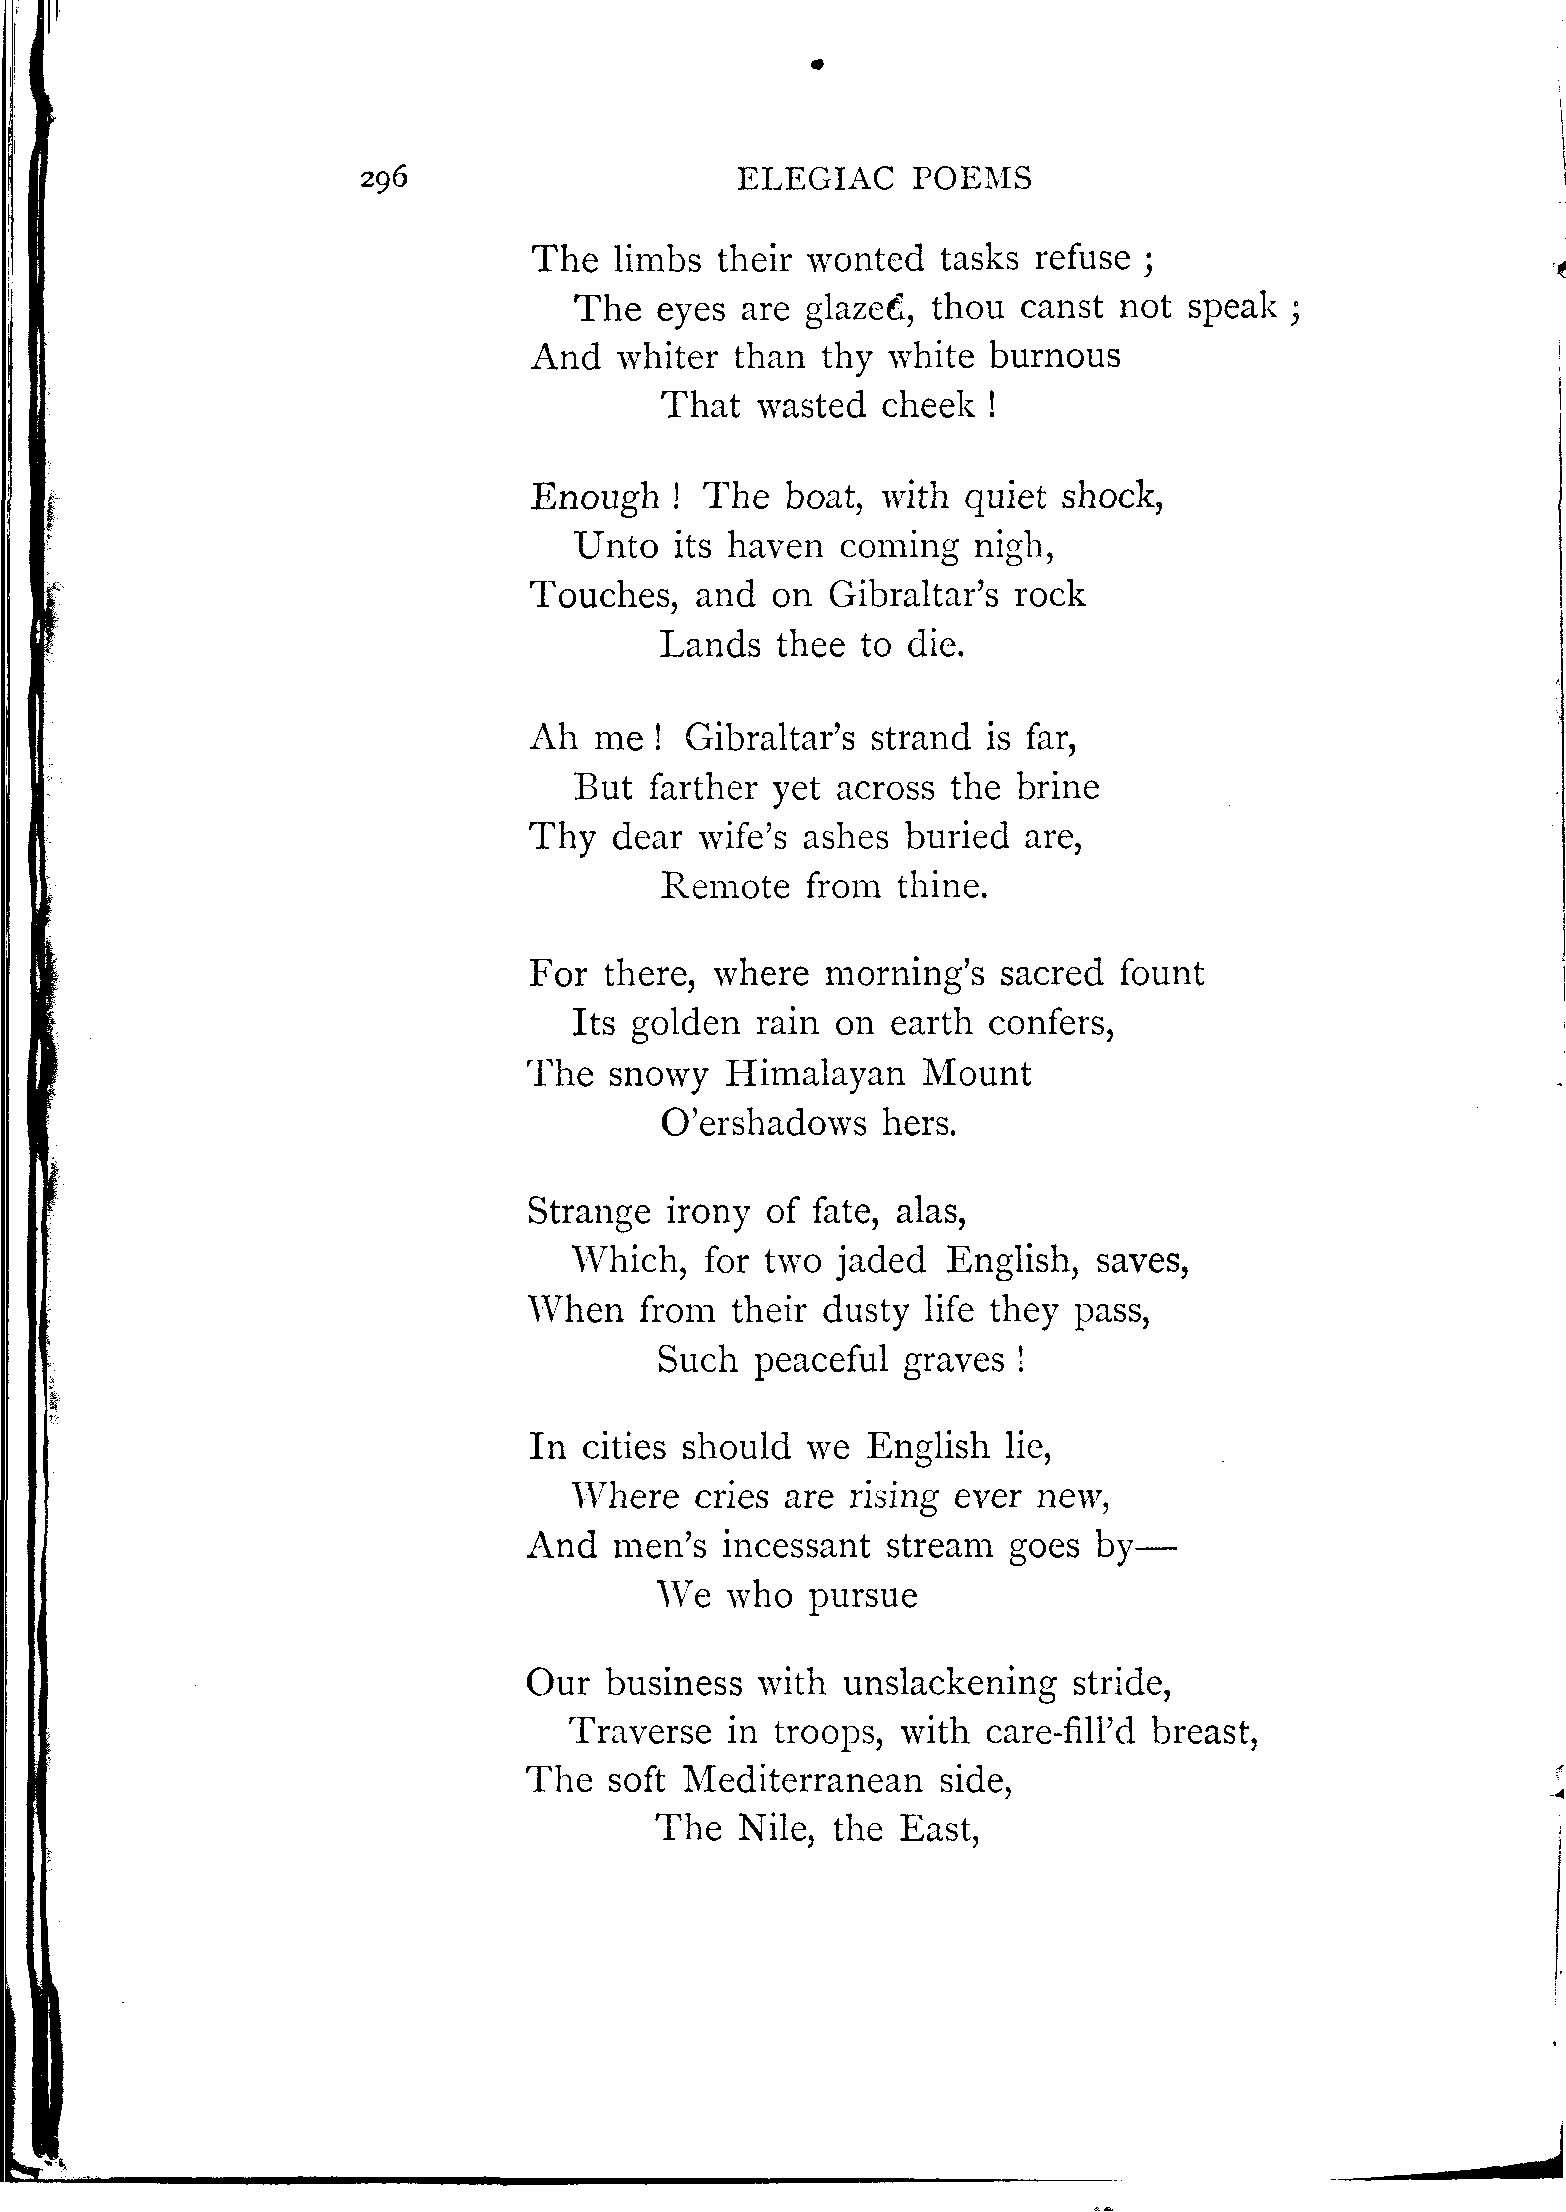 296 ELEGIAC POEMS
The limbs their wonted tasks refuse ;
The eyes are glazed, thou canst not speak ;
And whiter than thy white burnous
That wasted cheek !
Enough ! The boat, with quiet shock,
Unto its haven coming nigh,
Touches, and on Gibraltar's rock
Lands thee to die.
Ah me ! Gibraltar's strand is far,
But farther yet across the brine
Thy dear wife's ashes buried are,
Remote from thine.
For there, where morning's sacred fount
Its golden rain on earth confers,
The snowy Himalayan Mount
O'ershadows hers.
Strange irony of fate, alas,
Which, for two jaded English, saves,
When from their dusty life they pass,
Such peaceful graves !
In cities should we English lie,
Where cries are rising ever new,
And men's incessant stream goes by—
We who pursue
Our business with unslackening stride,
Traverse in troops, with care-fill'd breast,
The soft Mediterranean side,
The Nile, the East,